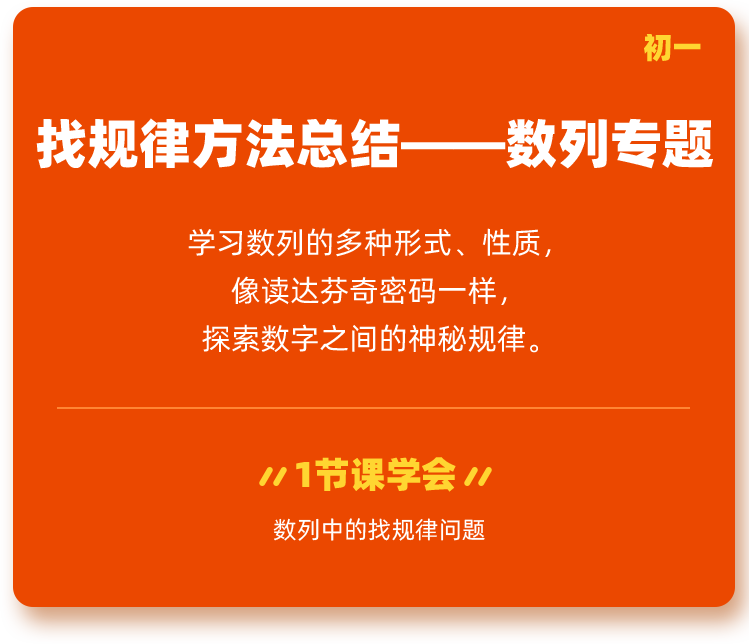 初一
找规律方法总结——数列专题
学习数列的多种形式、性质，
像读达芬奇密码一样，
探索数字之间的神秘规律。
1节课学会
数列中的找规律问题